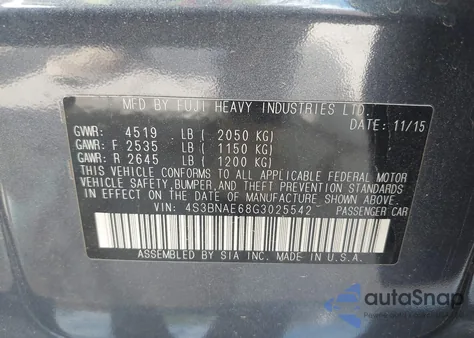 MFD BY FUJI HEAVY INDUSTRIES LTD.
DATE: 11/15
GVWR: 4519 LB ( 2050 KG)
GAWR: F 2535 LB ( 1150 KG)
GAWR: R 2645 LB ( 1200 KG)
THIS VEHICLE CONFORMS TO ALL APPLICABLE FEDERAL MOTOR
VEHICLE SAFETY, BUMPER, AND THEFT PREVENTION STANDARDS
IN EFFECT ON THE DATE OF MANUFACTURE SHOWN ABOVE.
VIN: 4S3BNAE68G3025542 PASSENGER CAR
ASSEMBLED BY SIA INC. MADE IN U.S.A.
autoSnap